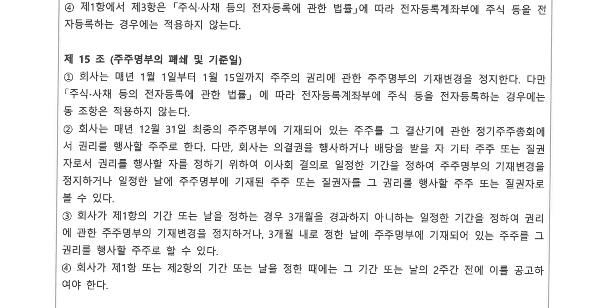 ④ 제1항에서 제3항은 「주식·사채 등의 전자등록에 관한 법률」에 따라 전자등록계좌부에 주식 등을 전
자등록하는 경우에는 적용하지 않는다.
제 15 조 (주주명부의 폐쇄 및 기준일)
① 회사는 매년 1월 1일부터 1월 15일까지 주주의 권리에 관한 주주명부의 기재변경을 정지한다. 다만
「주식·사채 등의 전자등록에 관한 법률」 에 따라 전자등록계좌부에 주식 등을 전자등록하는 경우에는
동 조항은 적용하지 않는다.
② 회사는 매년 12월 31일 최종의 주주명부에 기재되어 있는 주주를 그 결산기에 관한 정기주주총회에
서 권리를 행사할 주주로 한다. 다만, 회사는 의결권을 행사하거나 배당을 받을 자 기타 주주 또는 질권
자로서 권리를 행사할 자를 정하기 위하여 이사회 결의로 일정한 기간을 정하여 주주명부의 기재변경을
정지하거나 일정한 날에 주주명부에 기재된 주주 또는 질권자를 그 권리를 행사할 주주 또는 질권자로
볼 수 있다.
③ 회사가 제1항의 기간 또는 날을 정하는 경우 3개월을 경과하지 아니하는 일정한 기간을 정하여 권리
에 관한 주주명부의 기재변경을 정지하거나, 3개월 내로 정한 날에 주주명부에 기재되어 있는 주주를 그
권리를 행사할 주주로 할 수 있다.
④ 회사가 제1항 또는 제2항의 기간 또는 날을 정한 때에는 그 기간 또는 날의 2주간 전에 이를 공고하
여야 한다.